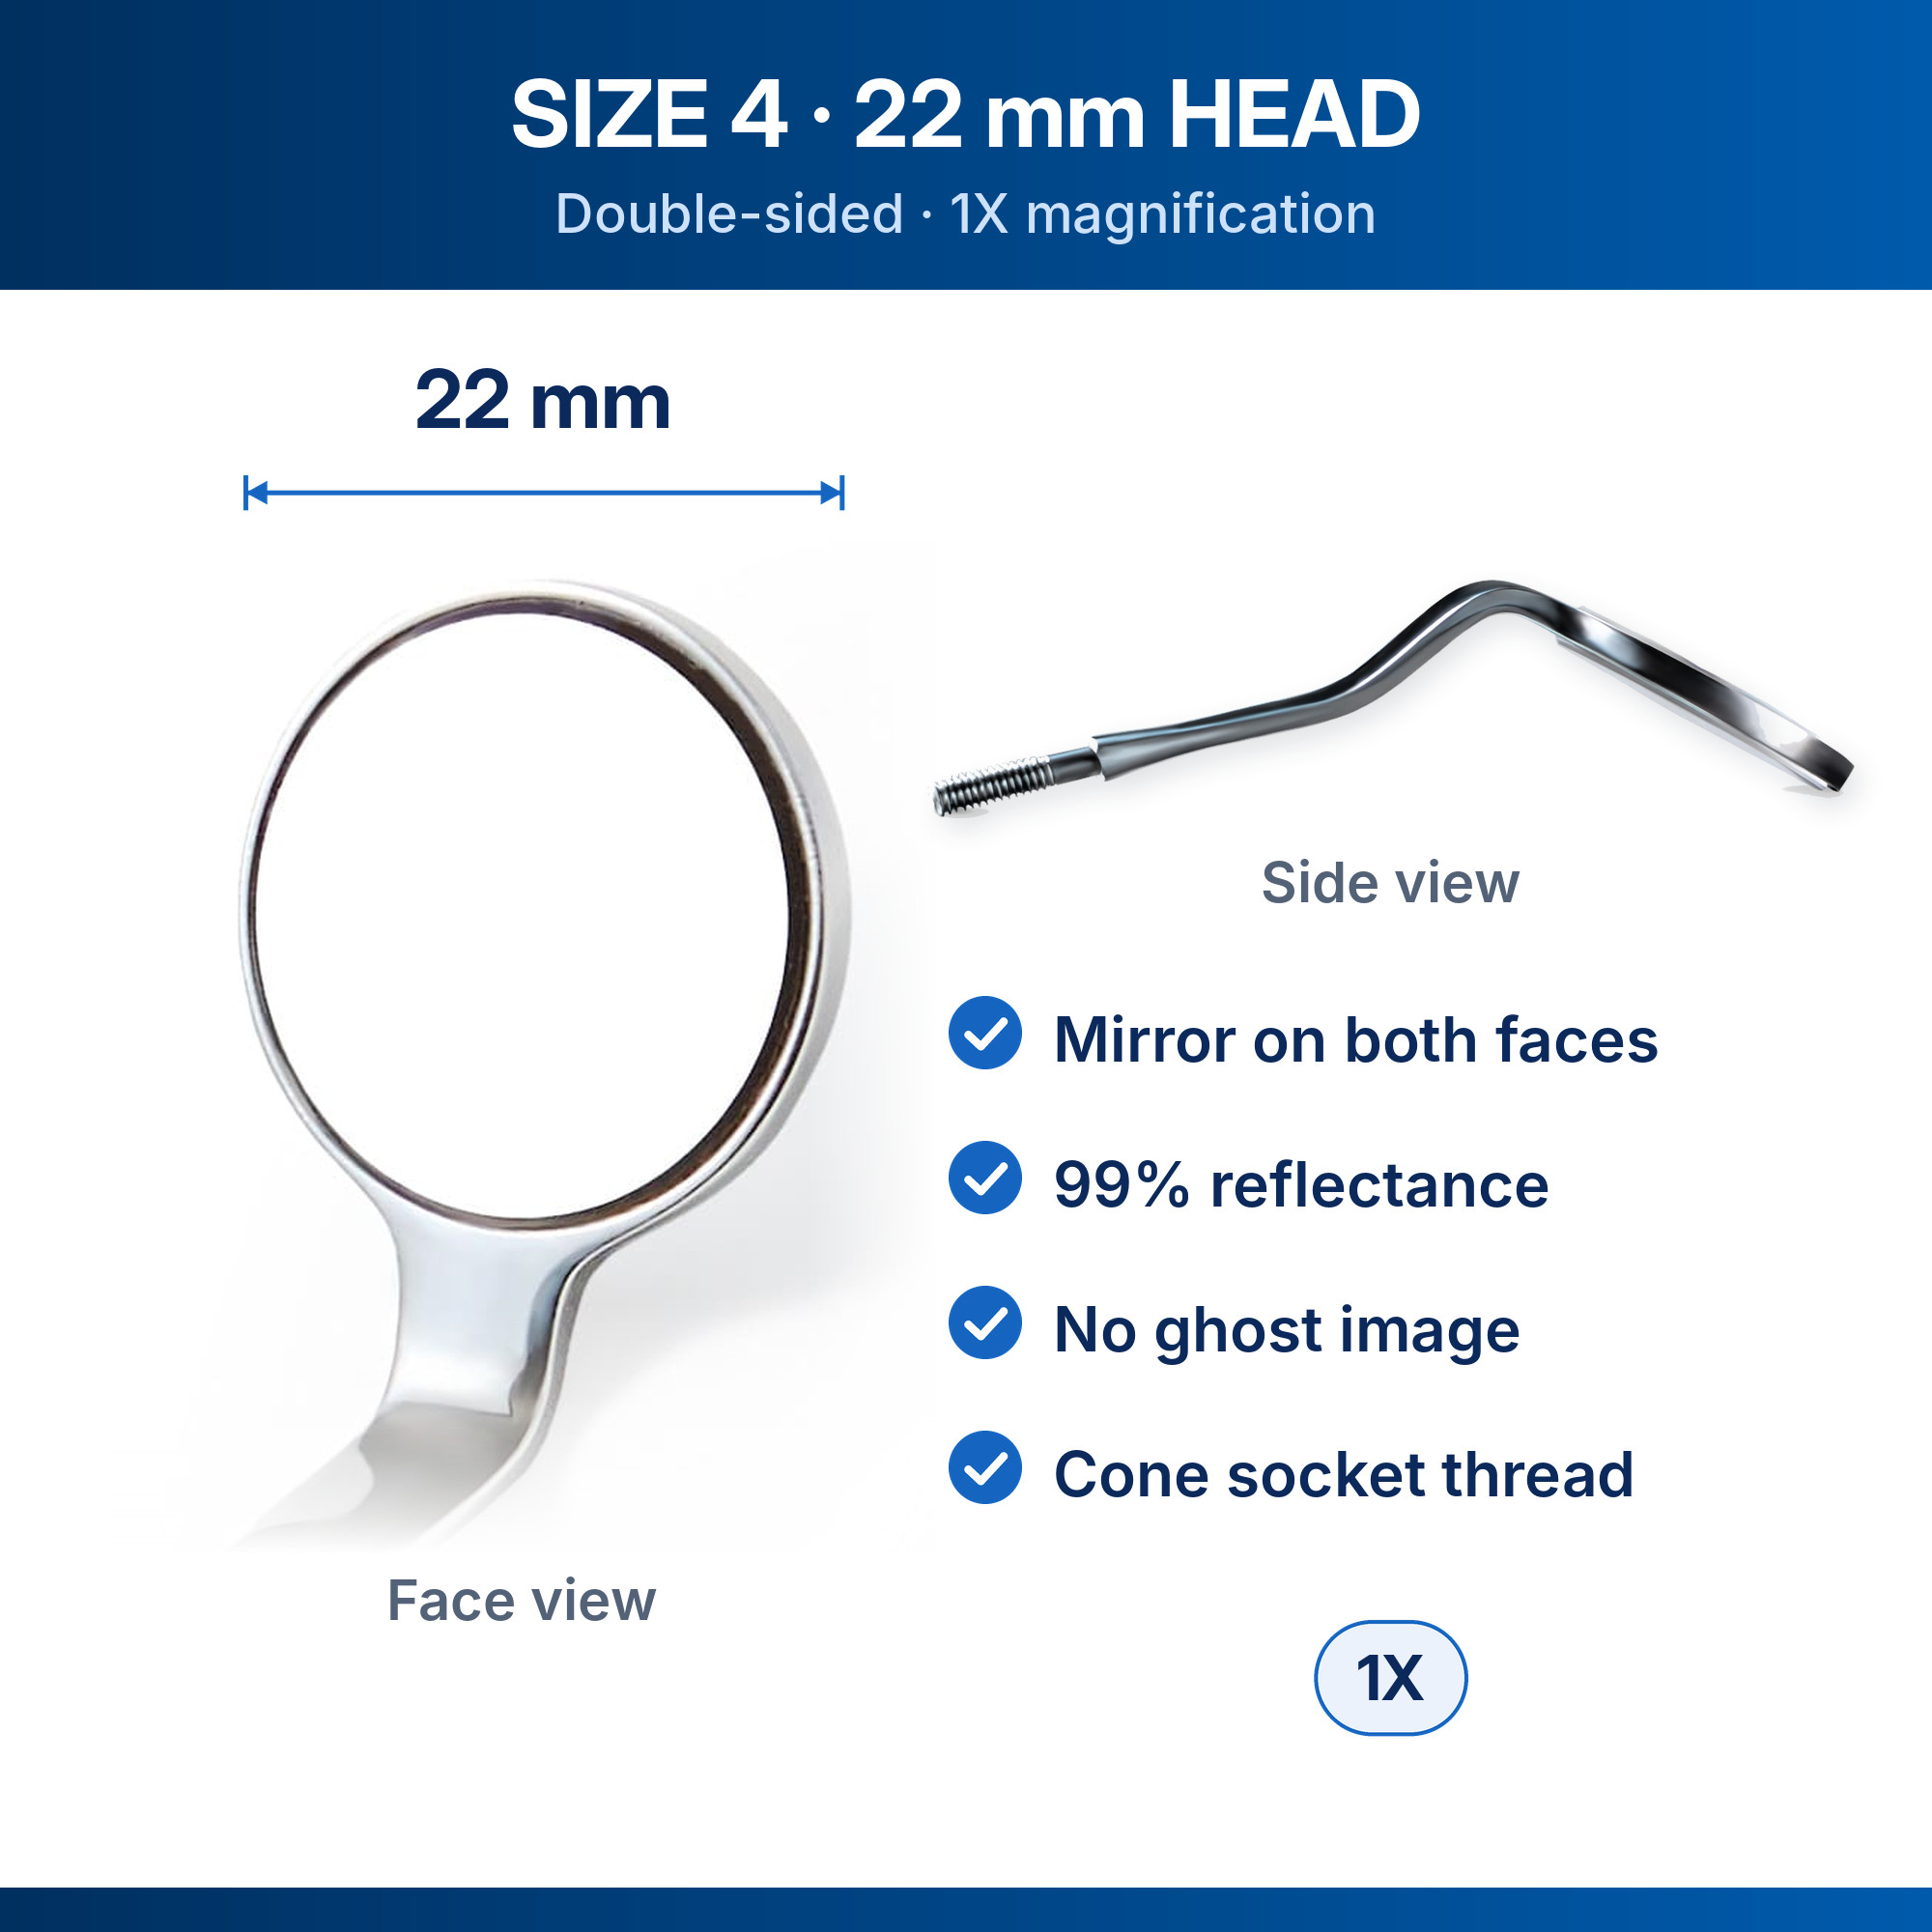 SIZE 4 · 22 mm HEAD
Double-sided · 1X magnification
22 mm
Side view
Mirror on both faces
99% reflectance
No ghost image
Cone socket thread
Face view
1X